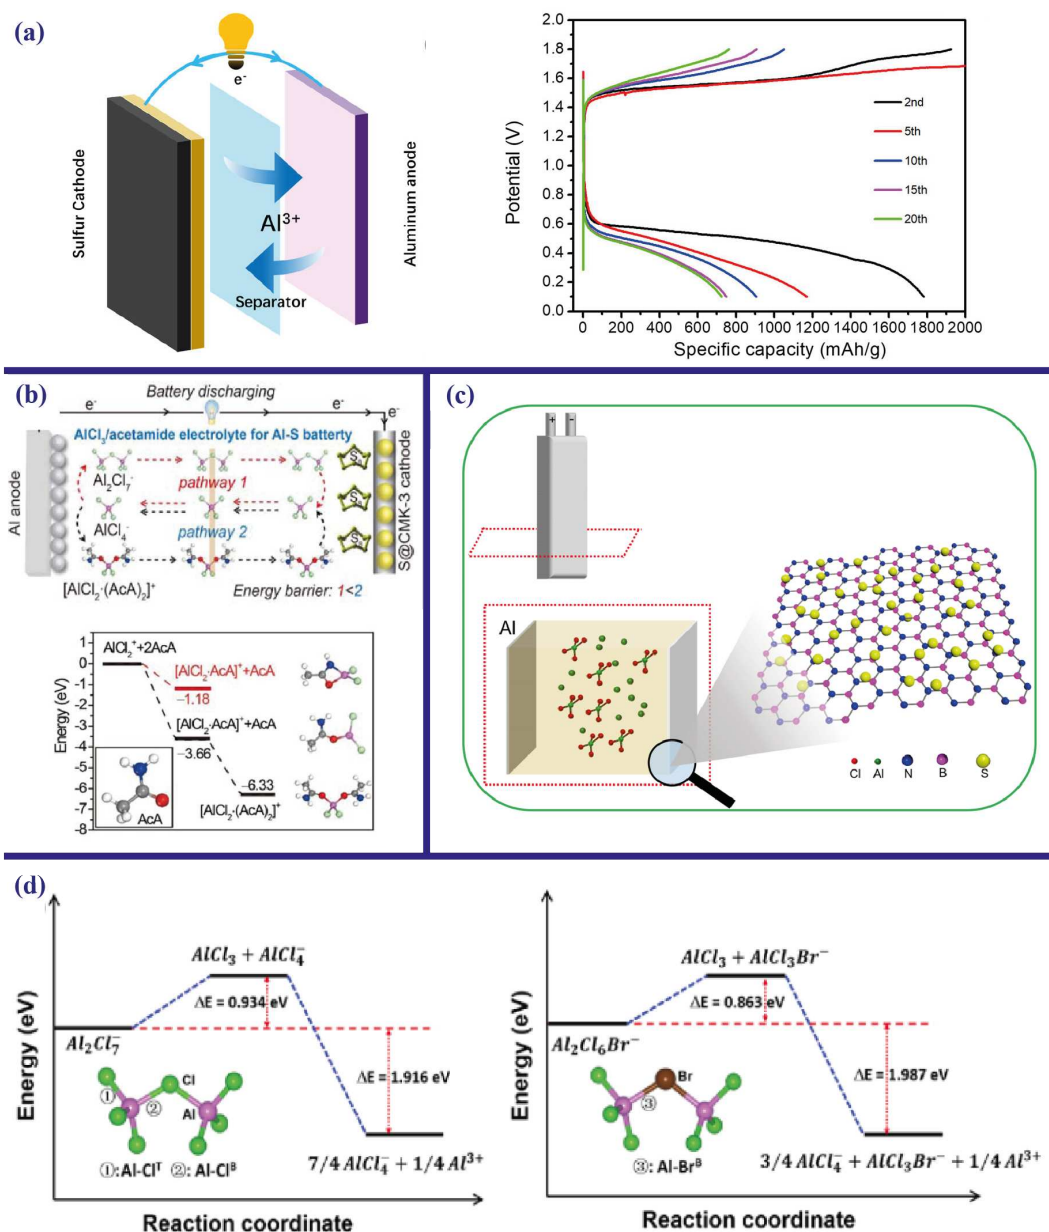 (a)
e⁻
Sulfur Cathode
Al³⁺
Separator
Aluminum anode
Potential (V)
2.0
1.8
1.6
1.4
1.2
1.0
0.8
0.6
0.4
0.2
0.0
2nd
5th
10th
15th
20th
0 200 400 600 800 1000 1200 1400 1600 1800 2000
Specific capacity (mAh/g)
(b)
Battery discharging
e⁻ e⁻ e⁻
AlCl₃/acetamide electrolyte for Al-S batterty
Al anode
Al₂Cl₇⁻
pathway 1
AlCl₄⁻
pathway 2
[AlCl₂·(AcA)₂]⁺
Energy barrier: 1<2
S₈
S₈
S₈
S@CMK-3 cathode
Energy (eV)
1
0
-1
-2
-3
-4
-5
-6
-7
-8
AlCl₂⁺+2AcA
[AlCl₂·AcA]⁺+AcA
−1.18
[AlCl₂·AcA]⁺+AcA
−3.66
−6.33
[AlCl₂·(AcA)₂]⁺
AcA
(c)
+ −
Al
Cl Al N B S
(d)
Energy (eV)
AlCl₃ + AlCl₄⁻
ΔE = 0.934 eV
Al₂Cl₇⁻
ΔE = 1.916 eV
① Cl
② Al
①: Al-Clᵀ ②: Al-Clᴮ
7/4 AlCl₄⁻ + 1/4 Al³⁺
Reaction coordinate
Energy (eV)
AlCl₃ + AlCl₃Br⁻
ΔE = 0.863 eV
Al₂Cl₆Br⁻
ΔE = 1.987 eV
Br
③
③: Al-Brᴮ
3/4 AlCl₄⁻ + AlCl₃Br⁻ + 1/4 Al³⁺
Reaction coordinate